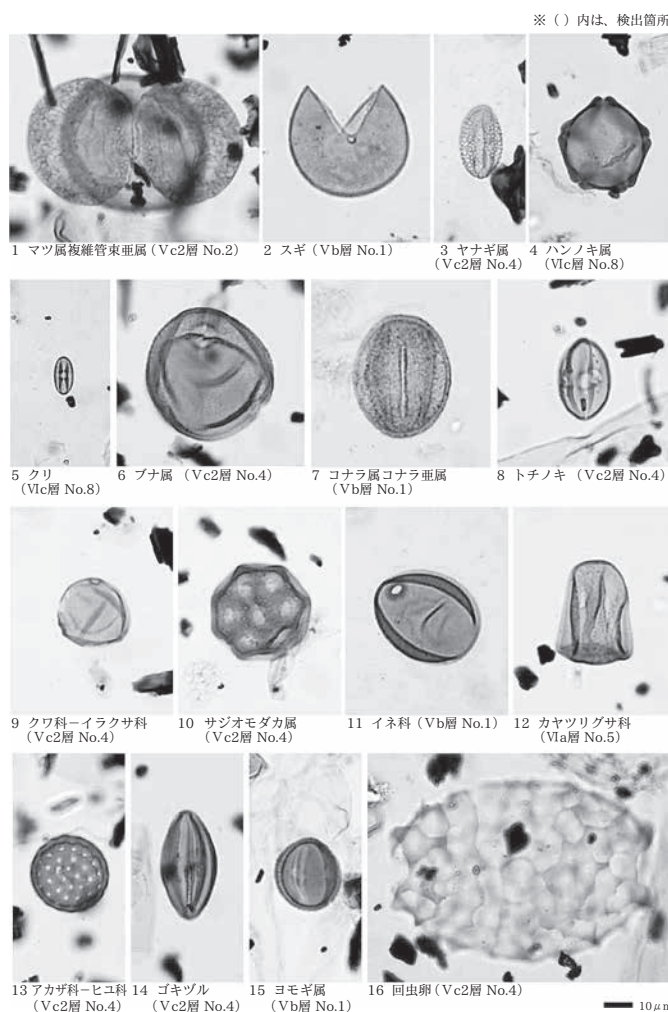 ※（）内は、検出箇所
1 マツ属複維管束亜属（Ⅴc2層 No.2）
2 スギ（Ⅴb層 No.1）
3 ヤナギ属
（Ⅴc2層 No.4）
4 ハンノキ属
（Ⅵc層 No.8）
5 クリ
（Ⅵc層 No.8）
6 ブナ属（Ⅴc2層 No.4）
7 コナラ属コナラ亜属
（Ⅴb層 No.1）
8 トチノキ（Ⅴc2層 No.4）
9 クワ科−イラクサ科
（Ⅴc2層 No.4）
10 サジオモダカ属
（Ⅴc2層 No.4）
11 イネ科（Ⅴb層 No.1）
12 カヤツリグサ科
（Ⅵa層 No.5）
13 アカザ科−ヒユ科
（Ⅴc2層 No.4）
14 ゴキヅル
（Ⅴc2層 No.4）
15 ヨモギ属
（Ⅴb層 No.1）
16 回虫卵（Ⅴc2層 No.4）
10μm